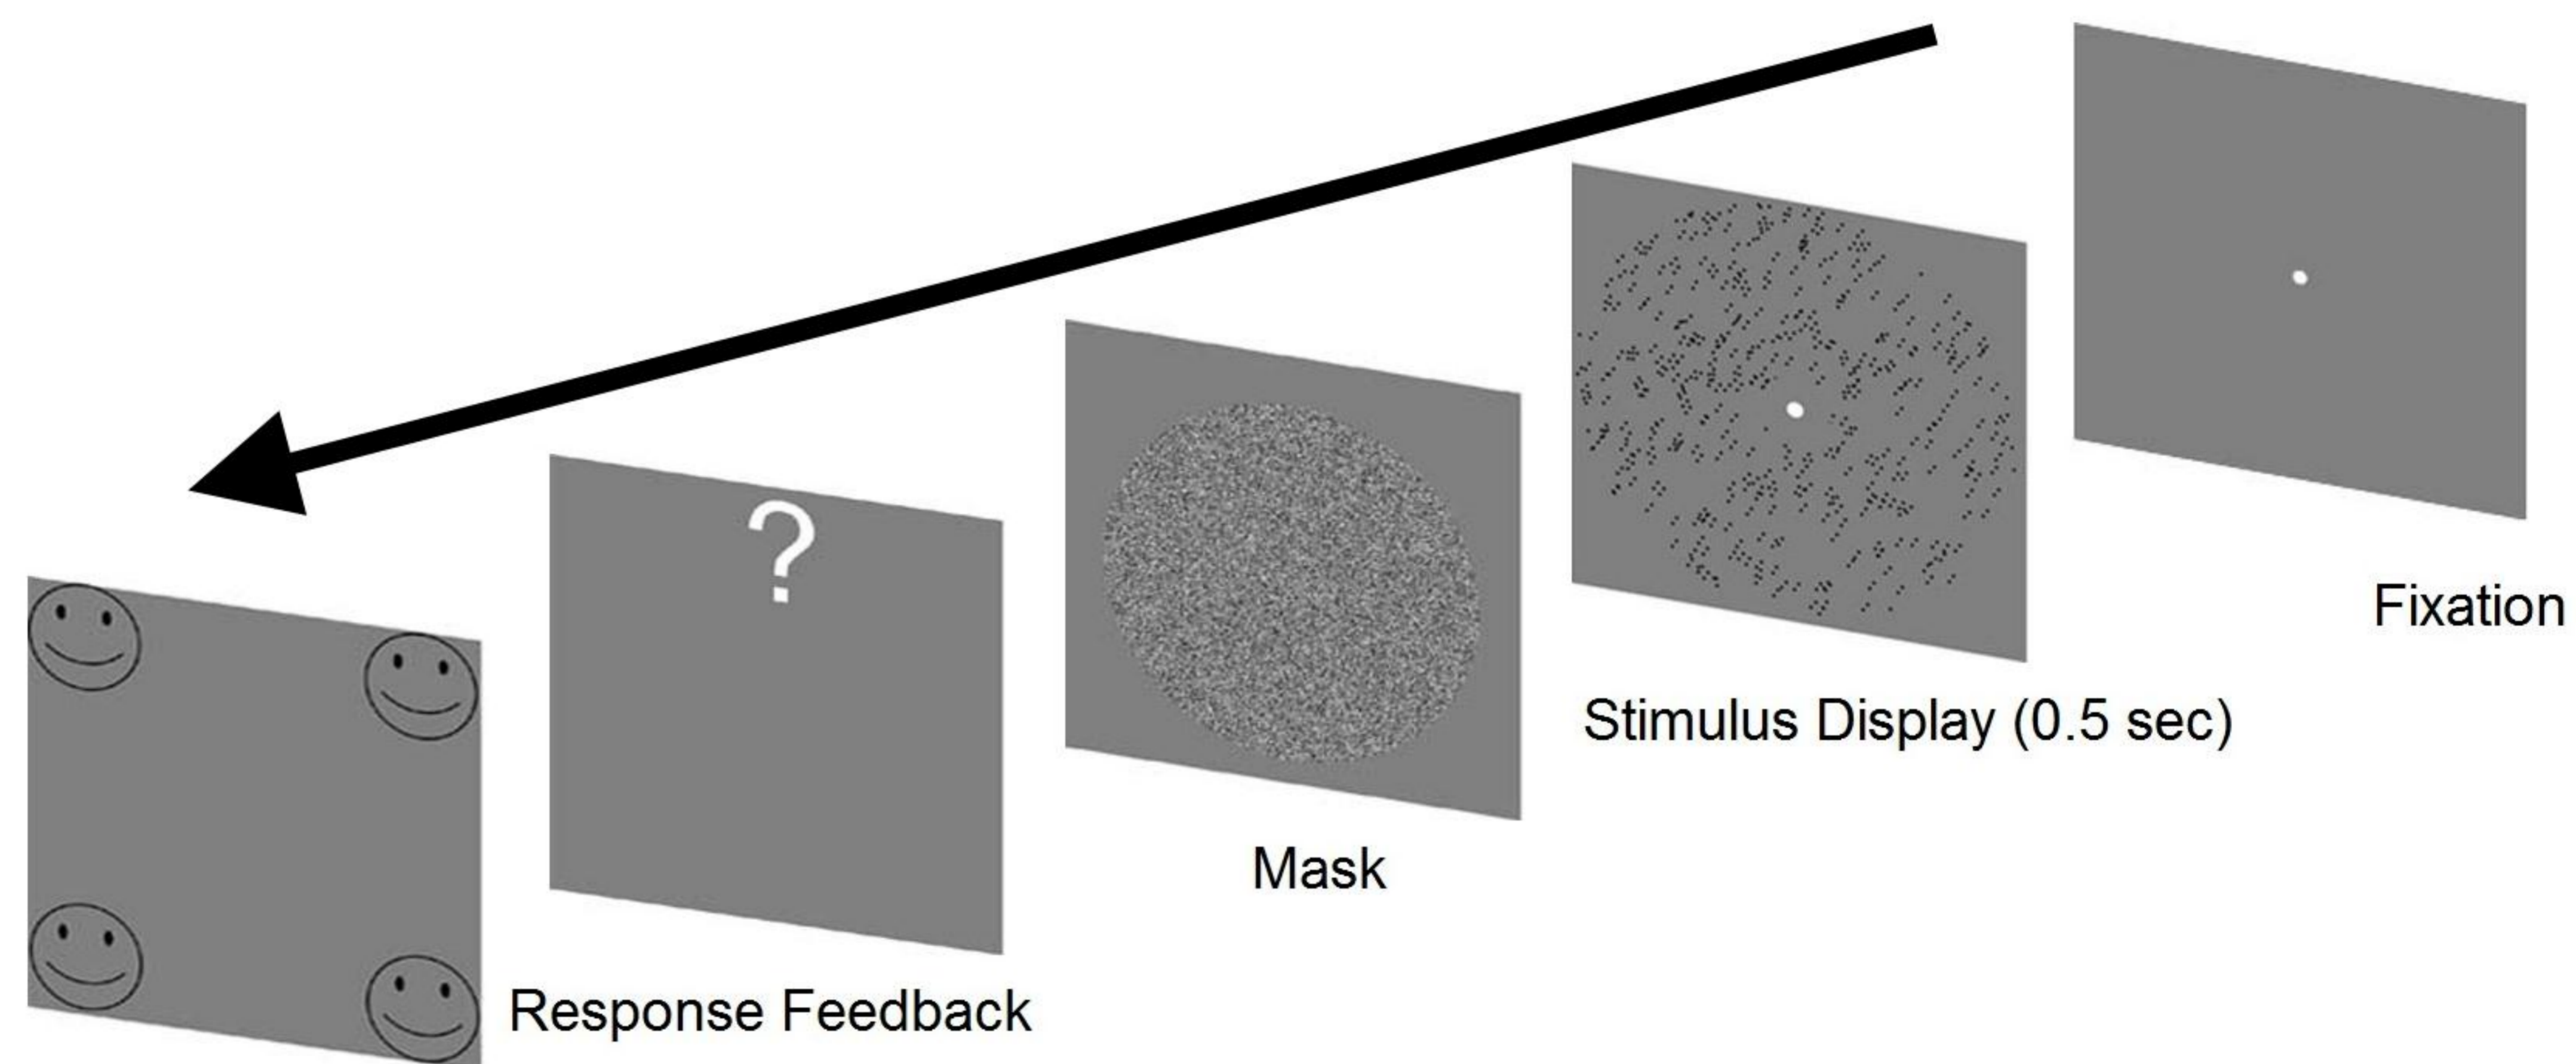 ?
Fixation
Stimulus Display (0.5 sec)
Mask
Response Feedback